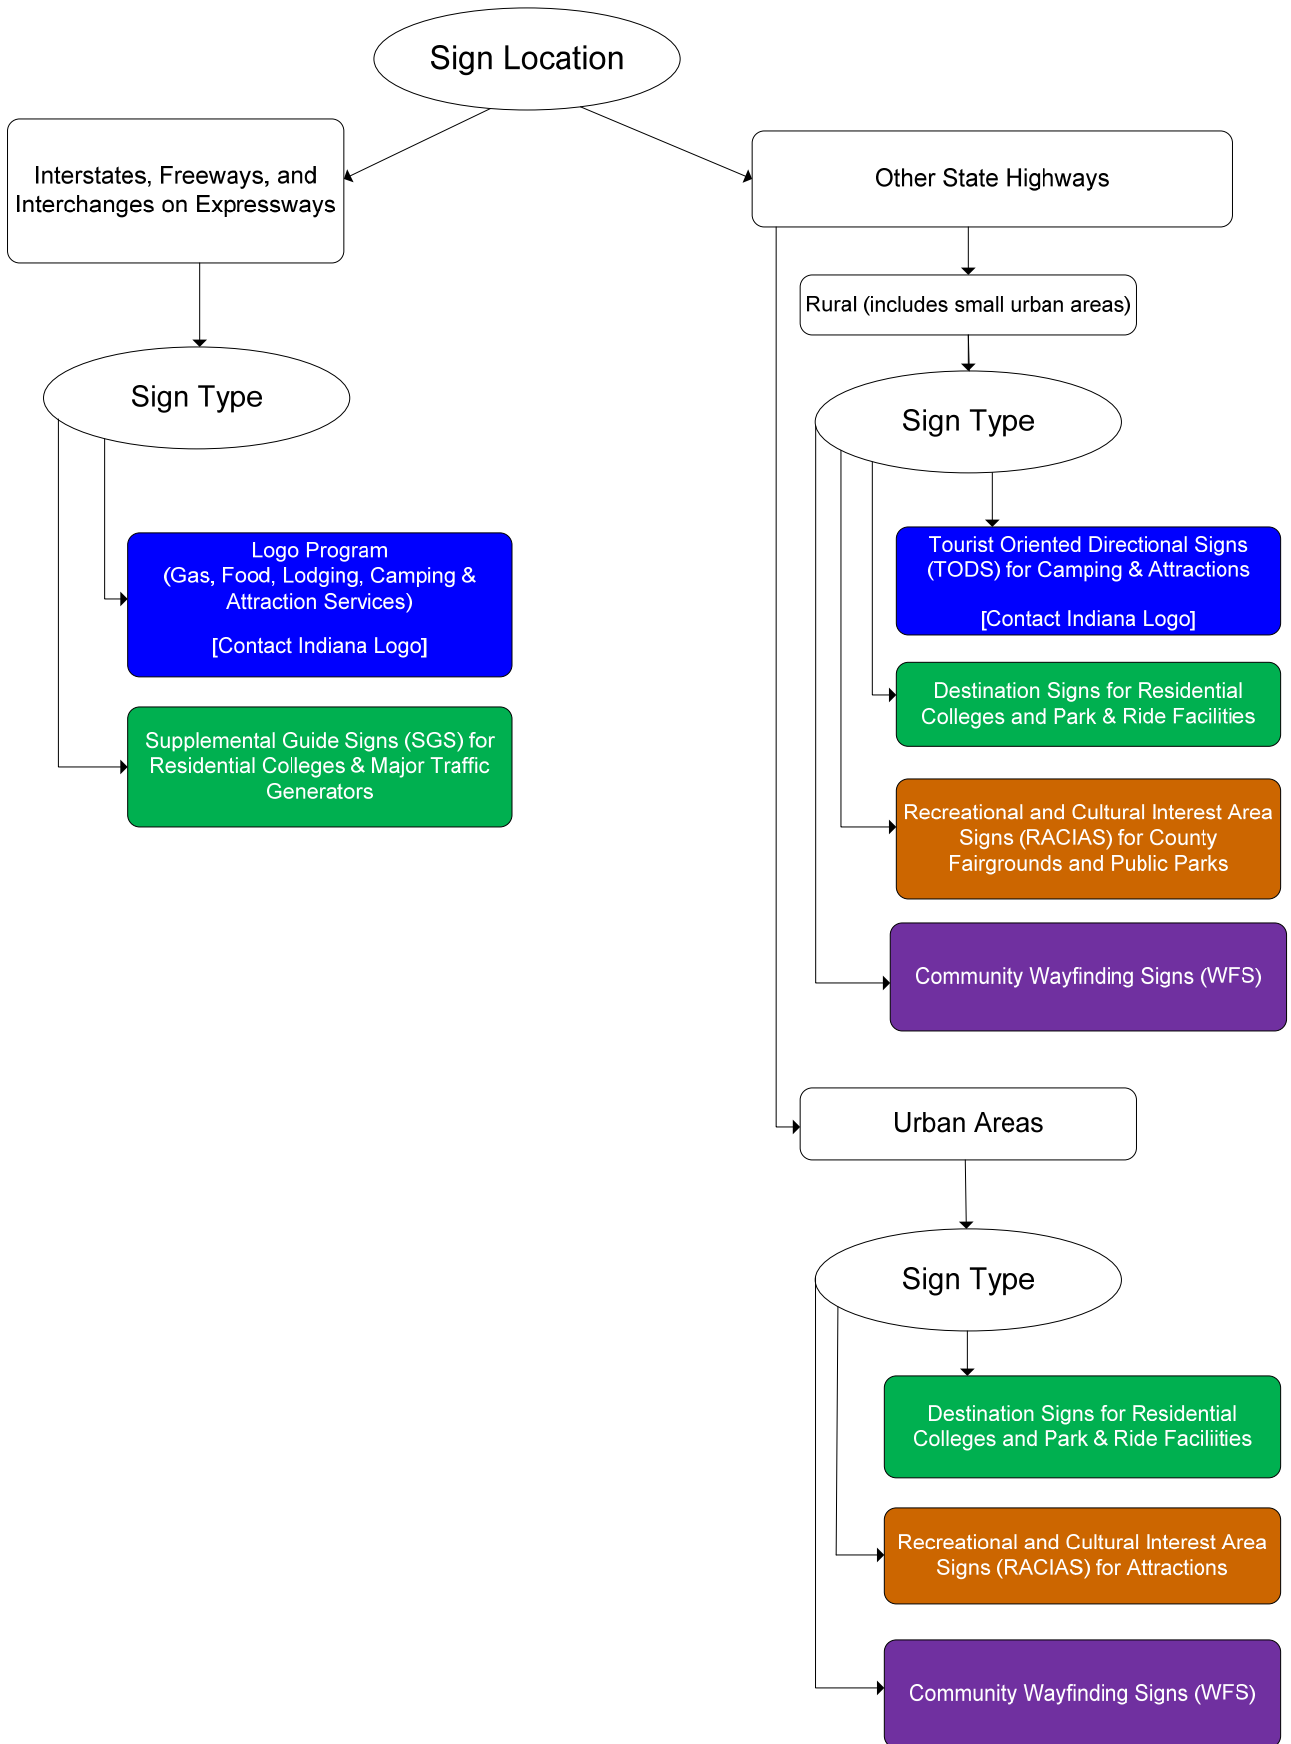 Sign Location
Interstates, Freeways, and
Interchanges on Expressways
Sign Type
Logo Program
(Gas, Food, Lodging, Camping &
Attraction Services)
[Contact Indiana Logo]
Supplemental Guide Signs (SGS) for
Residential Colleges & Major Traffic
Generators
Other State Highways
Rural (includes small urban areas)
Sign Type
Tourist Oriented Directional Signs
(TODS) for Camping & Attractions
[Contact Indiana Logo]
Destination Signs for Residential
Colleges and Park & Ride Facilities
Recreational and Cultural Interest Area
Signs (RACIAS) for County
Fairgrounds and Public Parks
Community Wayfinding Signs (WFS)
Urban Areas
Sign Type
Destination Signs for Residential
Colleges and Park & Ride Faciliities
Recreational and Cultural Interest Area
Signs (RACIAS) for Attractions
Community Wayfinding Signs (WFS)